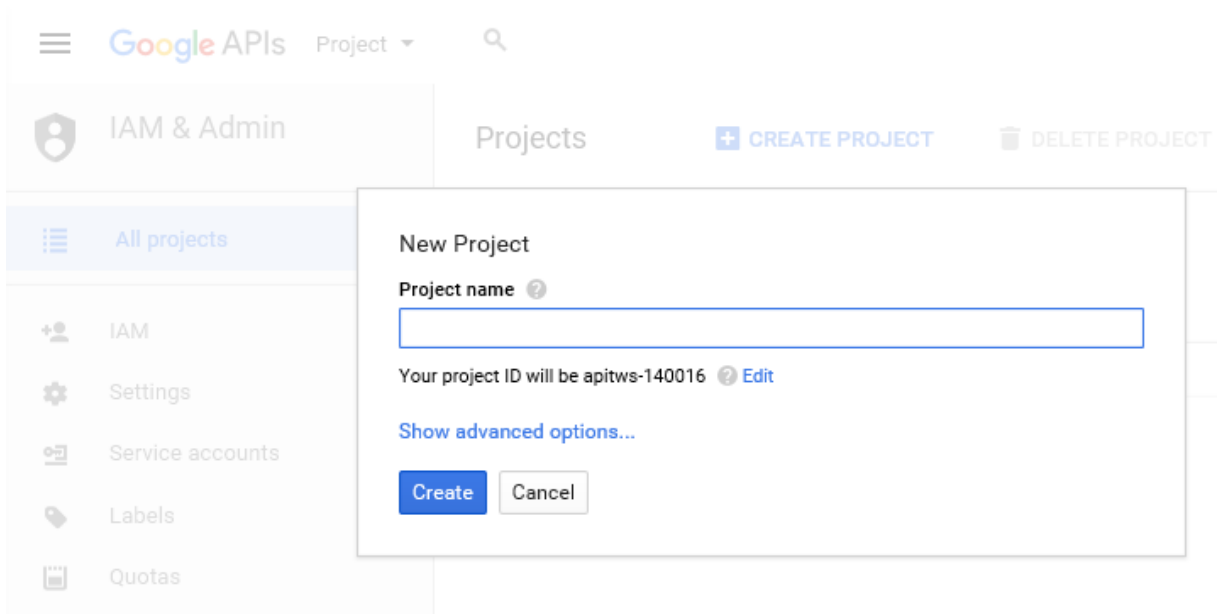 Google APIs Project
IAM & Admin
Projects CREATE PROJECT DELETE PROJECT
All projects
New Project
Project name ?
Your project ID will be apitws-140016 ? Edit
Show advanced options...
Create Cancel
IAM
Settings
Service accounts
Labels
Quotas